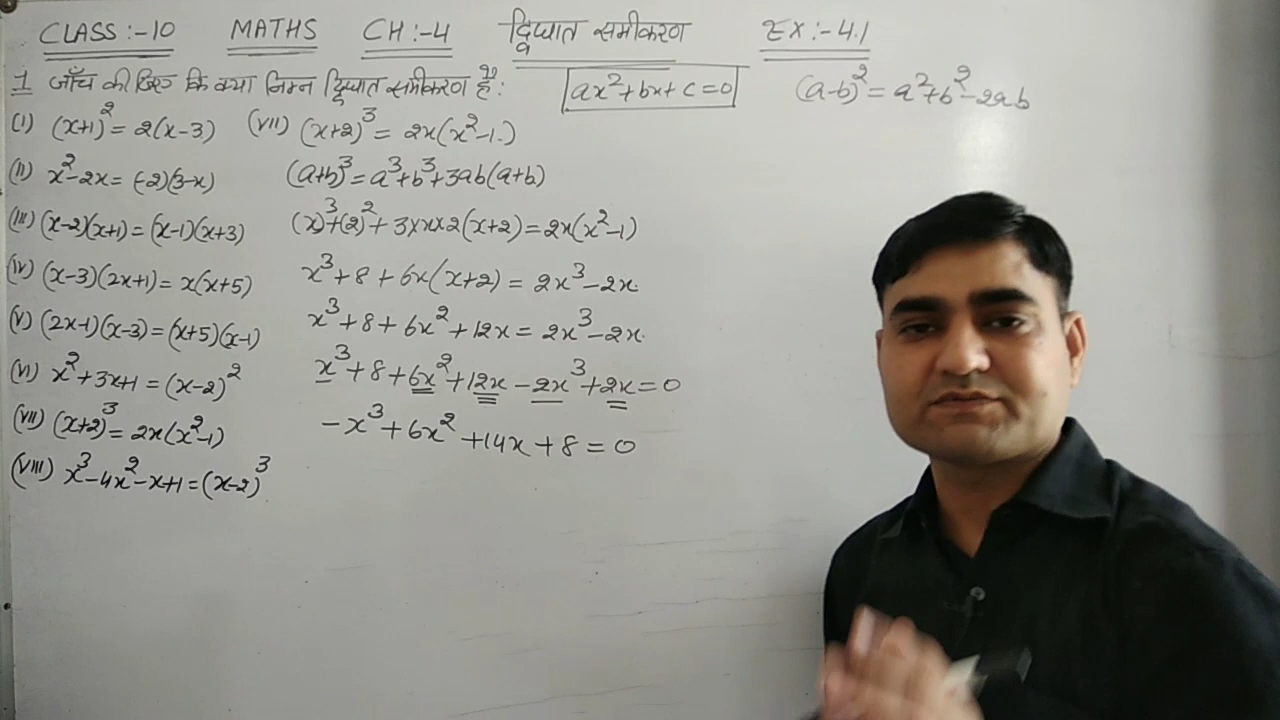 CLASS :- 10 MATHS CH :- 4 द्विघात समीकरण EX :- 4.1
1 जाँच कीजिए कि क्या निम्न द्विघात समीकरण हैं : ax²+bx+c=0 (a-b)² = a²+b²-2ab
(i) (x+1)² = 2(x-3)
(ii) x²-2x = (-2)(3-x)
(iii) (x-2)(x+1) = (x-1)(x+3)
(iv) (x-3)(2x+1) = x(x+5)
(v) (2x-1)(x-3) = (x+5)(x-1)
(vi) x²+3x+1 = (x-2)²
(vii) (x+2)³ = 2x(x²-1)
(viii) x³-4x²-x+1 = (x-2)³
(vii) (x+2)³ = 2x(x²-1)
(a+b)³ = a³+b³+3ab(a+b)
(x)³+(2)²+3×x×2(x+2) = 2x(x²-1)
x³+8+6x(x+2) = 2x³-2x
x³+8+6x²+12x = 2x³-2x
x³+8+6x²+12x-2x³+2x = 0
-x³+6x²+14x+8 = 0